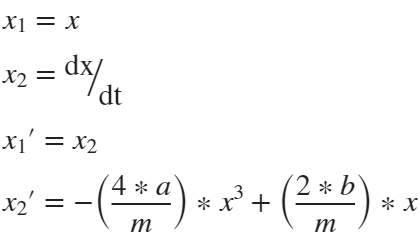 x₁ = x
x₂ = dx/dt
x₁′ = x₂
x₂′ = −(4 * a / m) * x³ + (2 * b / m) * x